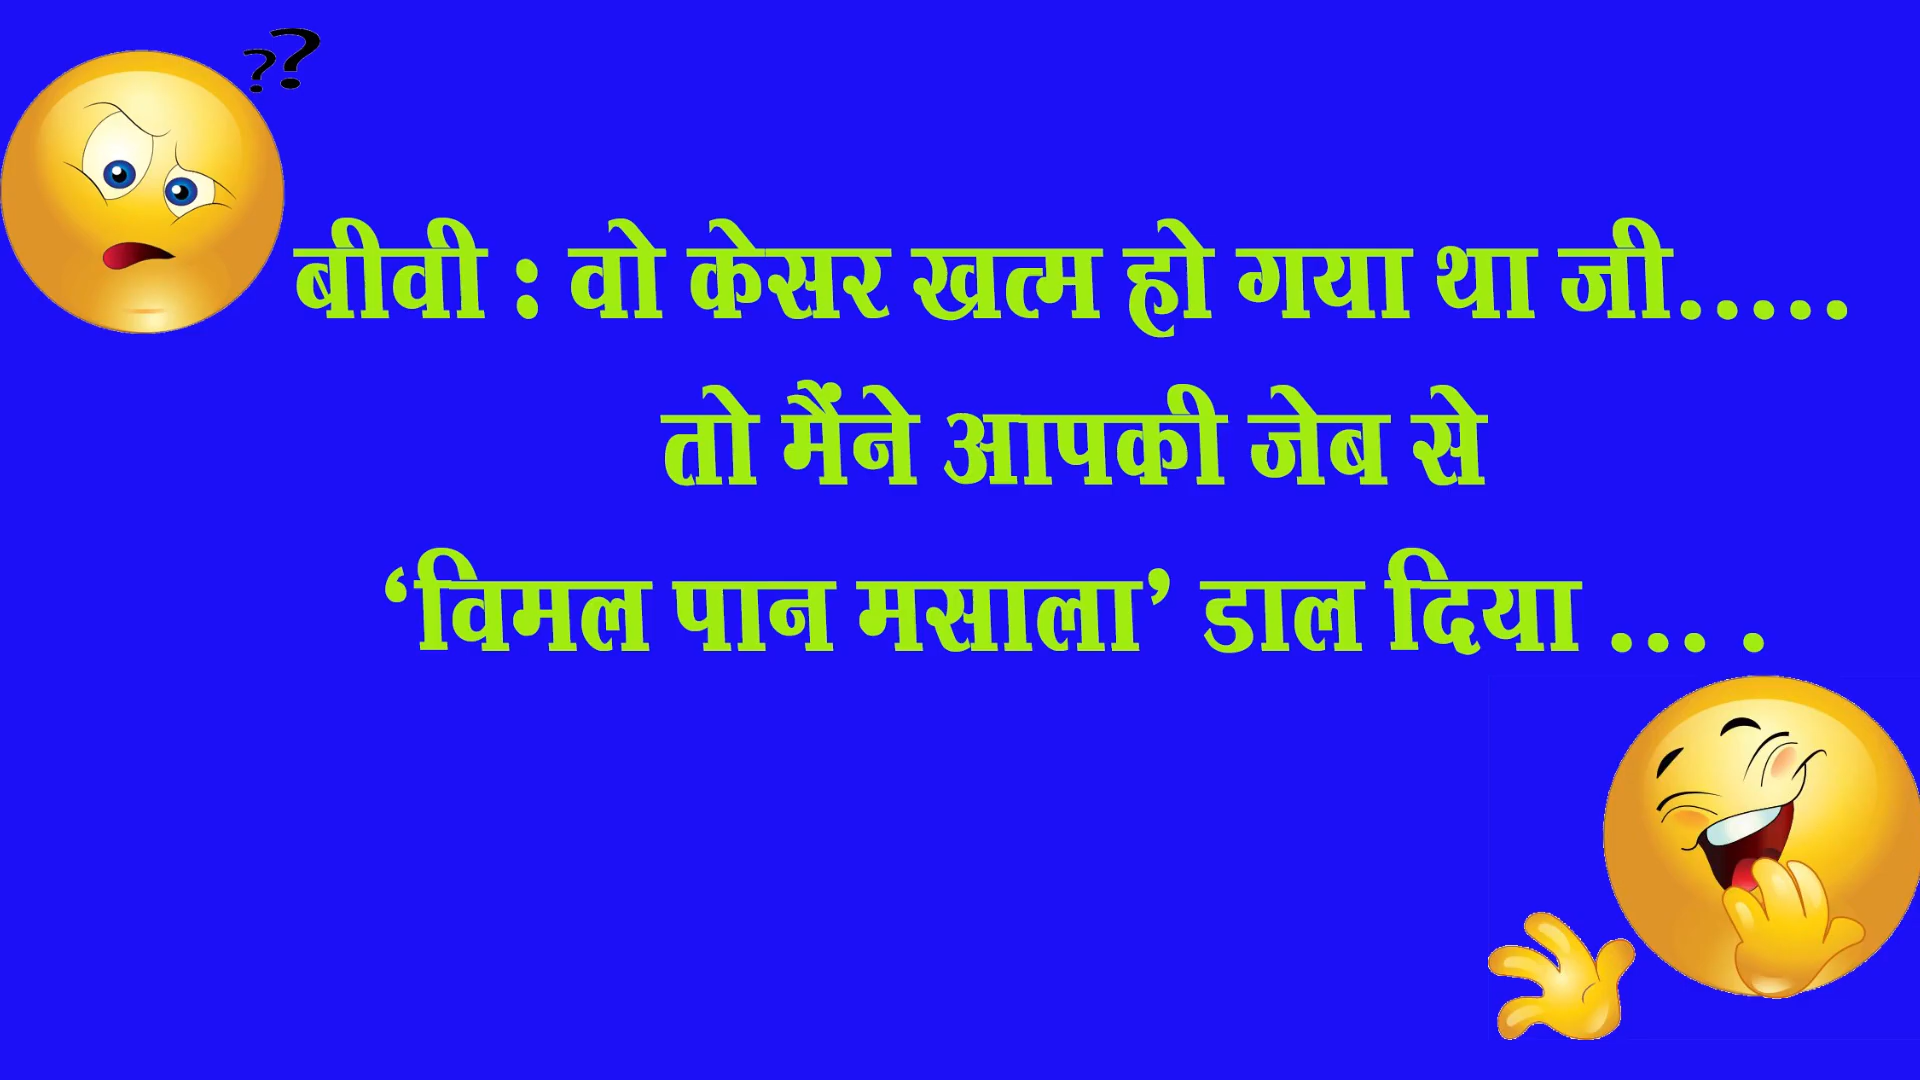 ??
बीवी : वो केसर खत्म हो गया था जी.....
तो मैंने आपकी जेब से
‘विमल पान मसाला’ डाल दिया ... .